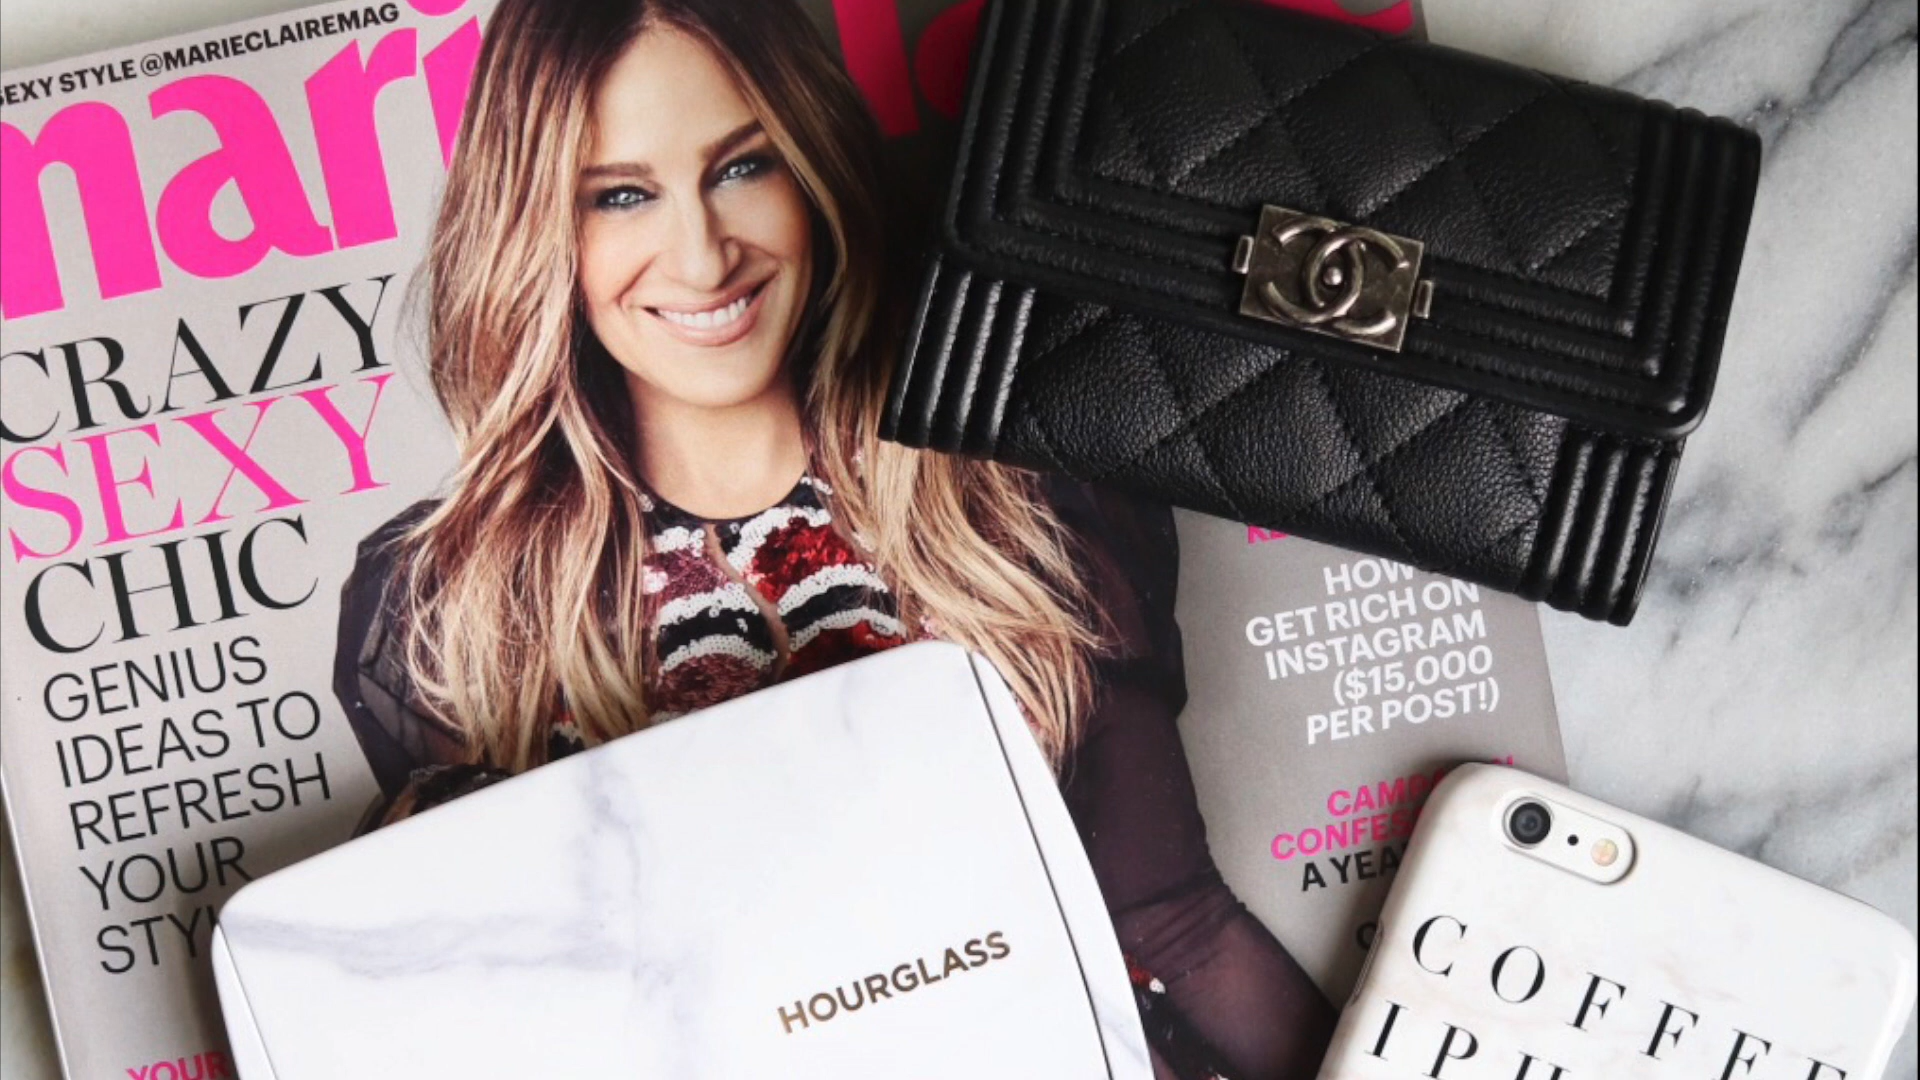 SEXY STYLE @MARIECLAIREMAG
mari
CRAZY
SEXY
CHIC
GENIUS
IDEAS TO
REFRESH
YOUR
YOUR
HOW
GET RICH ON
INSTAGRAM
($15,000
PER POST!)
A
HOURGLASS
COFFEE